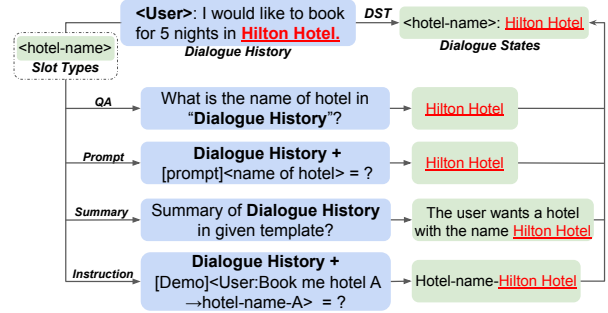 <User>: I would like to book
for 5 nights in Hilton Hotel.
Dialogue History
DST
<hotel-name>: Hilton Hotel
Dialogue States
<hotel-name>
Slot Types
QA
What is the name of hotel in
“Dialogue History”?
Hilton Hotel
Prompt
Dialogue History +
[prompt]<name of hotel> = ?
Hilton Hotel
Summary
Summary of Dialogue History
in given template?
The user wants a hotel
with the name Hilton Hotel
Instruction
Dialogue History +
[Demo]<User:Book me hotel A
→hotel-name-A> = ?
Hotel-name-Hilton Hotel